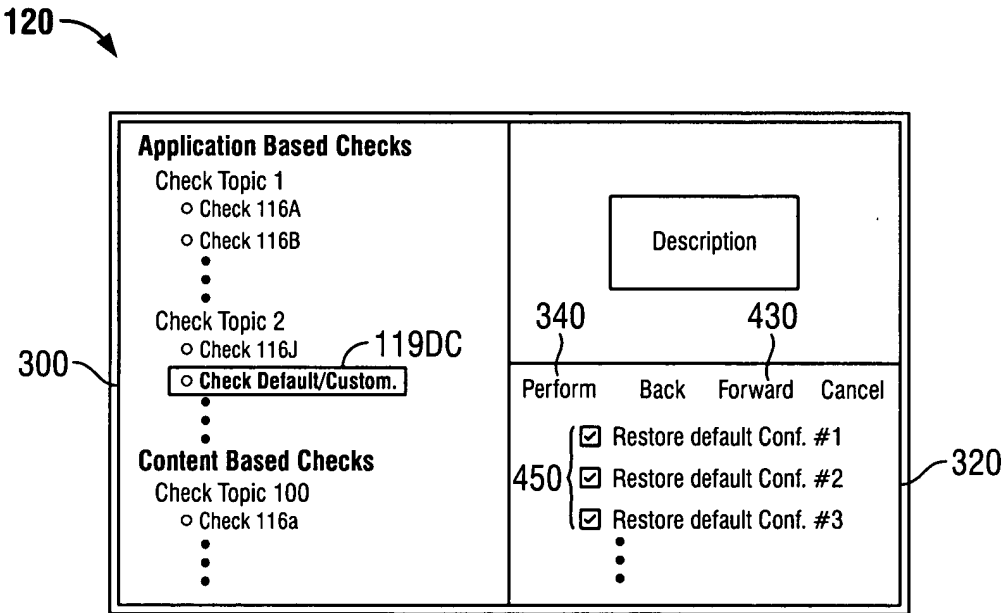 120
Application Based Checks
Check Topic 1
Check 116A
Check 116B
Check Topic 2
Check 116J
119DC
Check Default/Custom.
300
Content Based Checks
Check Topic 100
Check 116a
Description
340
430
Perform Back Forward Cancel
Restore default Conf. #1
450
Restore default Conf. #2
Restore default Conf. #3
320